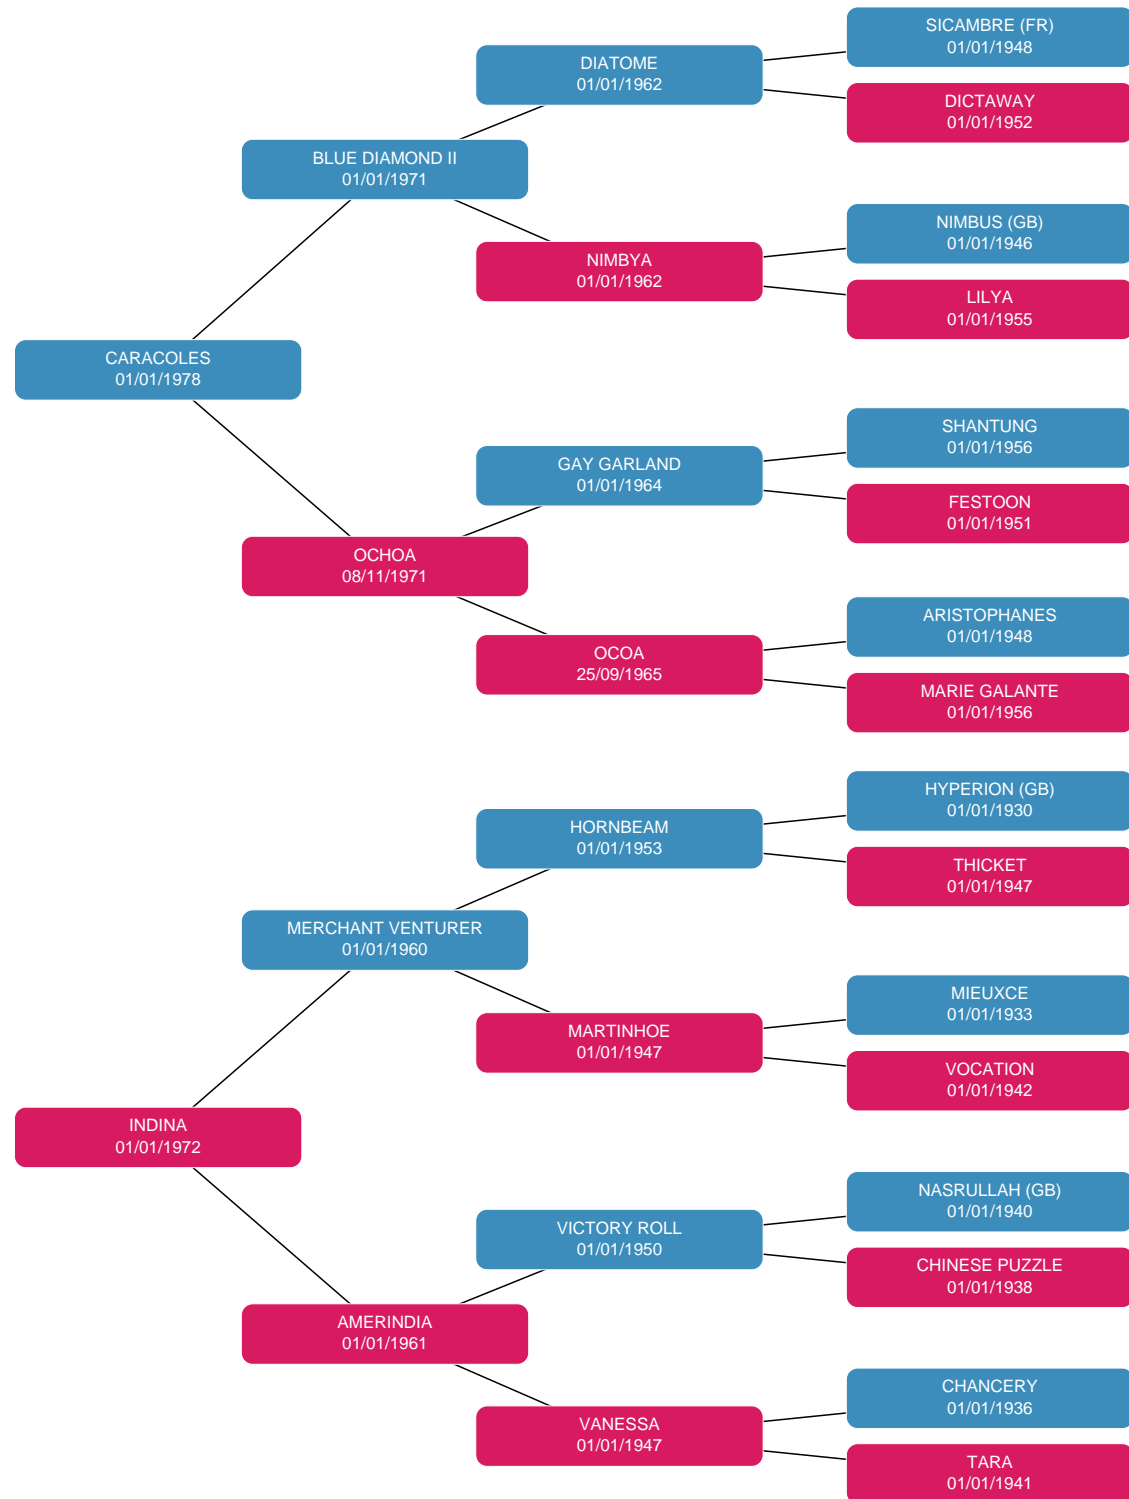 SICAMBRE (FR)
01/01/1948
DIATOME
01/01/1962
DICTAWAY
01/01/1952
BLUE DIAMOND II
01/01/1971
NIMBUS (GB)
01/01/1946
NIMBYA
01/01/1962
LILYA
01/01/1955
CARACOLES
01/01/1978
SHANTUNG
01/01/1956
GAY GARLAND
01/01/1964
FESTOON
01/01/1951
OCHOA
08/11/1971
ARISTOPHANES
01/01/1948
OCOA
25/09/1965
MARIE GALANTE
01/01/1956
HYPERION (GB)
01/01/1930
HORNBEAM
01/01/1953
THICKET
01/01/1947
MERCHANT VENTURER
01/01/1960
MIEUXCE
01/01/1933
MARTINHOE
01/01/1947
VOCATION
01/01/1942
INDINA
01/01/1972
NASRULLAH (GB)
01/01/1940
VICTORY ROLL
01/01/1950
CHINESE PUZZLE
01/01/1938
AMERINDIA
01/01/1961
CHANCERY
01/01/1936
VANESSA
01/01/1947
TARA
01/01/1941